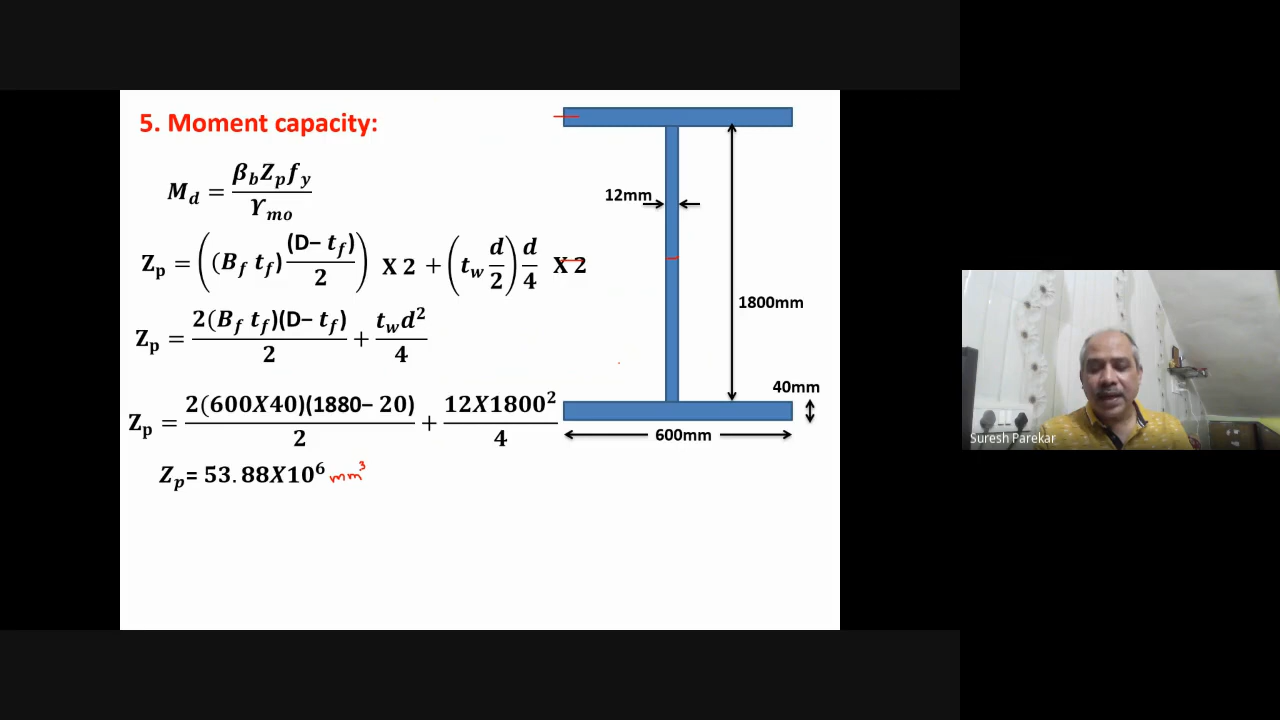 5. Moment capacity:
M_d = β_b Z_p f_y / ϒ_mo
Z_p = ((B_f t_f) (D− t_f) / 2) X 2 + (t_w d/2) d/4 X 2
Z_p = 2(B_f t_f)(D− t_f) / 2 + t_w d² / 4
Z_p = 2(600X40)(1880− 20) / 2 + 12X1800² / 4
Z_p= 53.88X10⁶ mm³
12mm
1800mm
40mm
600mm
Suresh Parekar